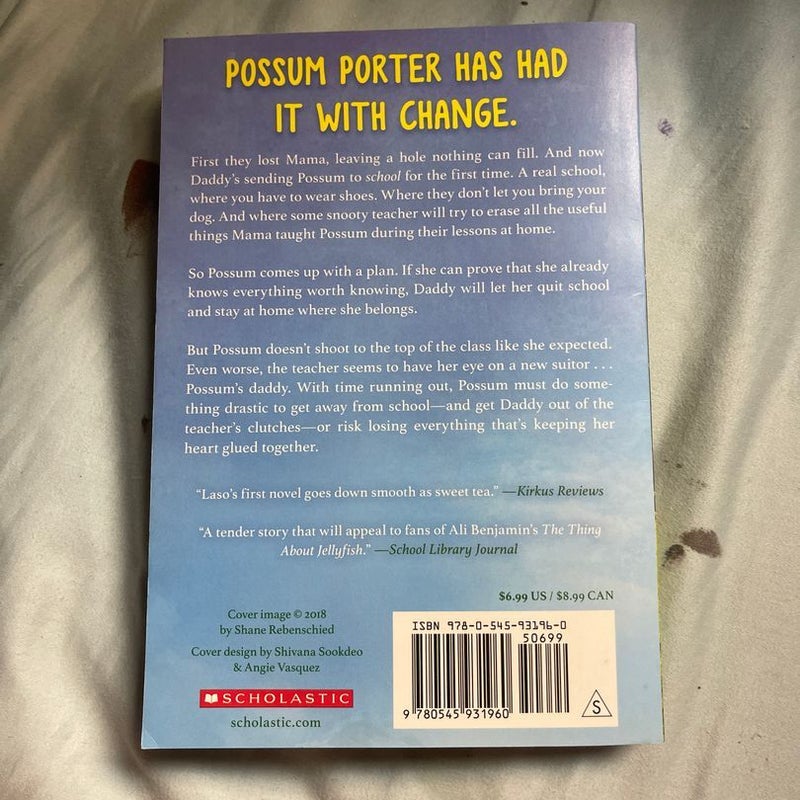 POSSUM PORTER HAS HAD
IT WITH CHANGE.
First they lost Mama, leaving a hole nothing can fill. And now
Daddy's sending Possum to school for the first time. A real school,
where you have to wear shoes. Where they don't let you bring your
dog. And where some snooty teacher will try to erase all the useful
things Mama taught Possum during their lessons at home.
So Possum comes up with a plan. If she can prove that she already
knows everything worth knowing, Daddy will let her quit school
and stay at home where she belongs.
But Possum doesn't shoot to the top of the class like she expected.
Even worse, the teacher seems to have her eye on a new suitor . . .
Possum's daddy. With time running out, Possum must do some-
thing drastic to get away from school—and get Daddy out of the
teacher's clutches—or risk losing everything that's keeping her
heart glued together.
"Laso's first novel goes down smooth as sweet tea." —Kirkus Reviews
"A tender story that will appeal to fans of Ali Benjamin's The Thing
About Jellyfish." —School Library Journal
$6.99 US / $8.99 CAN
Cover image © 2018
by Shane Rebenschied
Cover design by Shivana Sookdeo
& Angie Vasquez
SCHOLASTIC
scholastic.com
ISBN 978-0-545-93196-0
50699
9 780545 931960
S